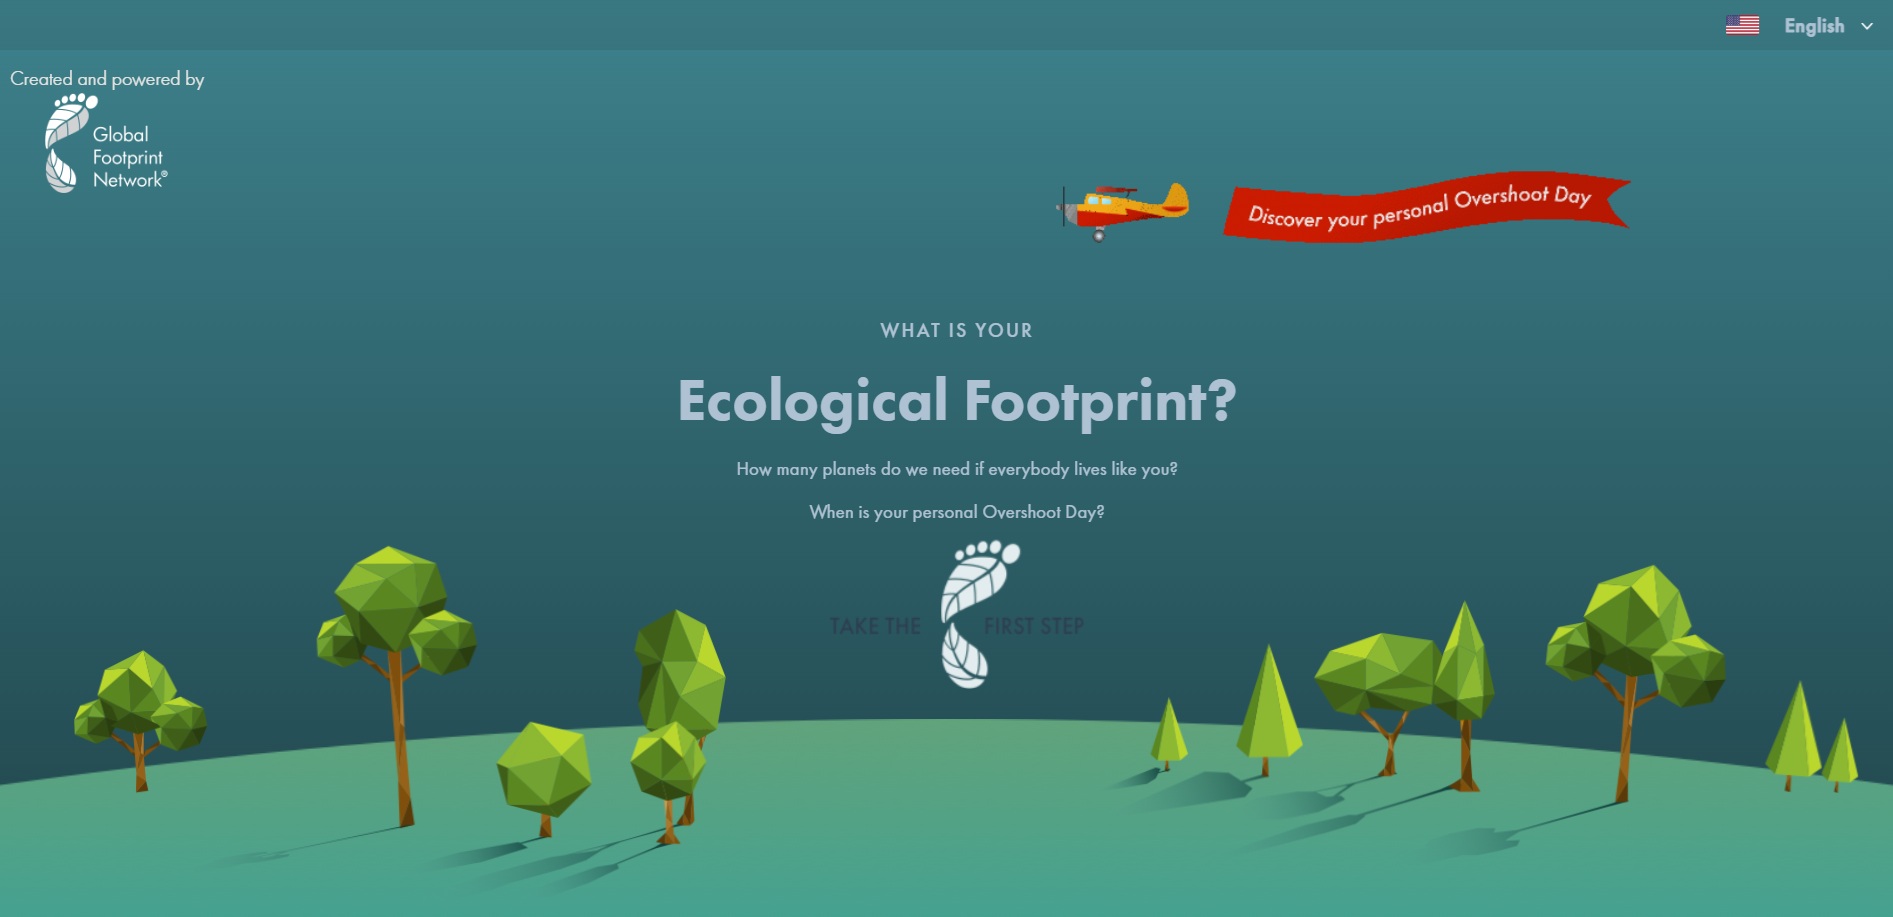 English
Created and powered by
Global
Footprint
Network®
Discover your personal Overshoot Day
WHAT IS YOUR
Ecological Footprint?
How many planets do we need if everybody lives like you?
When is your personal Overshoot Day?
TAKE THE FIRST STEP